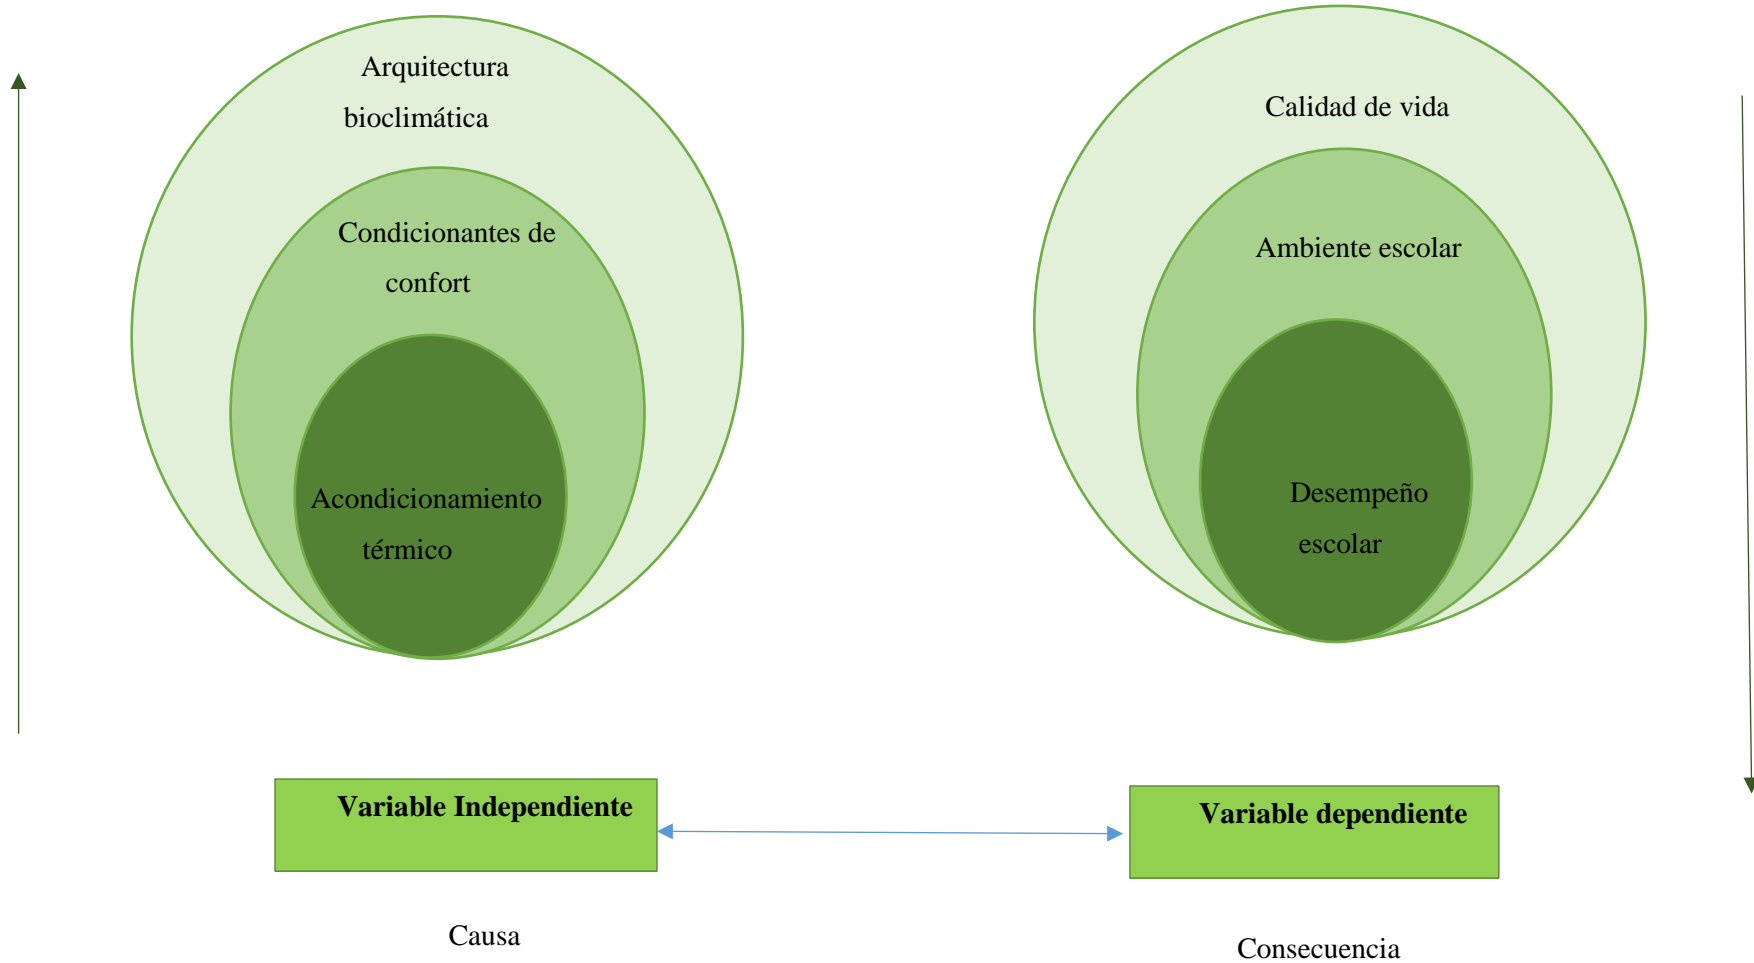 Arquitectura
bioclimática
Condicionantes de
confort
Acondicionamiento
térmico
Variable Independiente
Causa
Calidad de vida
Ambiente escolar
Desempeño
escolar
Variable dependiente
Consecuencia